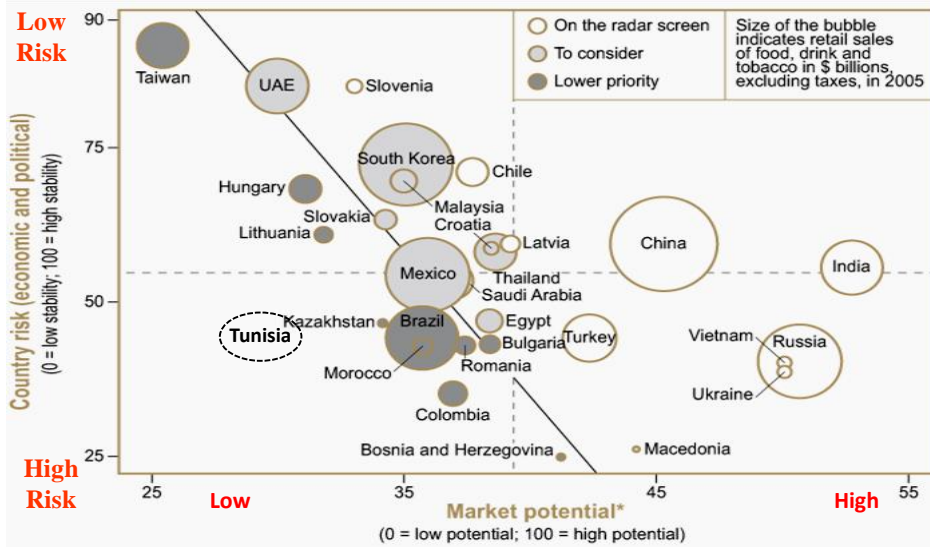 Low
Risk
90
Taiwan
UAE
Slovenia
On the radar screen
To consider
Lower priority
Size of the bubble
indicates retail sales
of food, drink and
tobacco in $ billions,
excluding taxes, in 2005
Country risk (economic and political)
(0 = low stability; 100 = high stability)
75
South Korea
Chile
Hungary
Malaysia
Slovakia
Croatia
Lithuania
Latvia
China
India
Mexico
Thailand
Saudi Arabia
50
Kazakhstan
Brazil
Egypt
Tunisia
Bulgaria
Turkey
Vietnam
Russia
Morocco
Romania
Ukraine
Colombia
Bosnia and Herzegovina
Macedonia
25
High
Risk
25
Low
35
45
High
55
Market potential*
(0 = low potential; 100 = high potential)